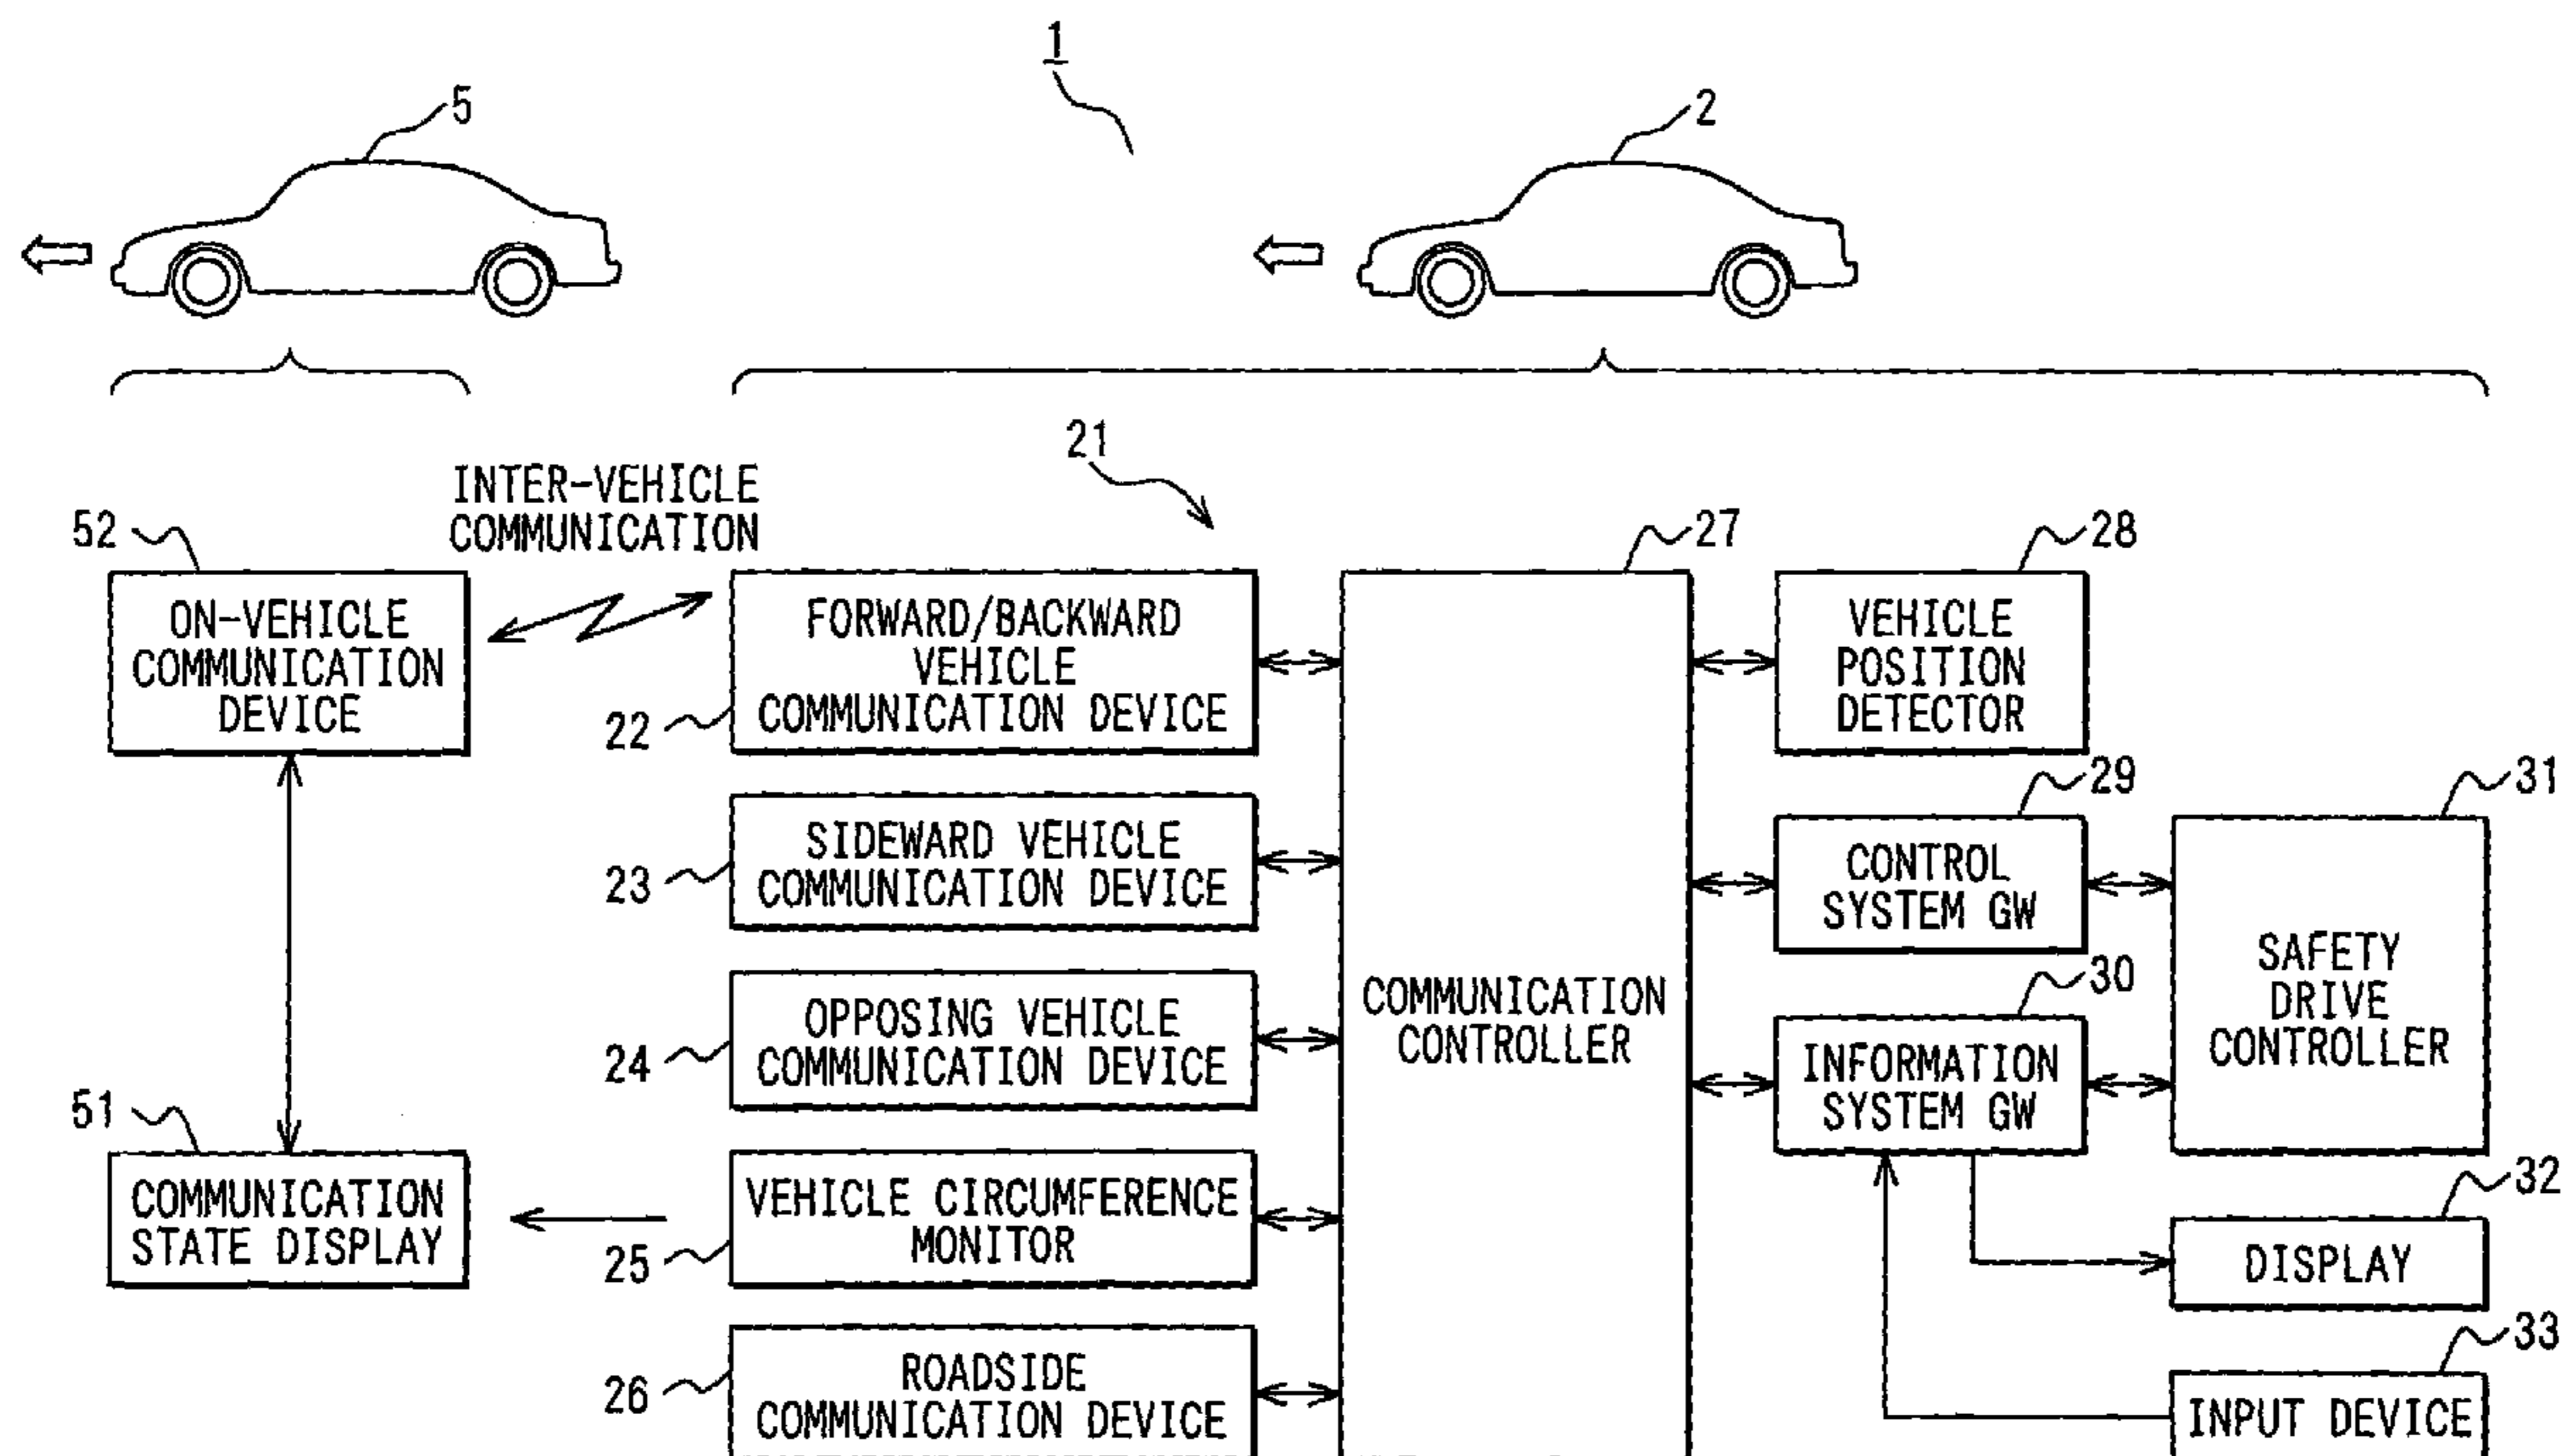 1
5
2
21
INTER-VEHICLE
COMMUNICATION
52
ON-VEHICLE
COMMUNICATION
DEVICE
51
COMMUNICATION
STATE DISPLAY
22
FORWARD/BACKWARD
VEHICLE
COMMUNICATION DEVICE
23
SIDEWARD VEHICLE
COMMUNICATION DEVICE
24
OPPOSING VEHICLE
COMMUNICATION DEVICE
25
VEHICLE CIRCUMFERENCE
MONITOR
26
ROADSIDE
COMMUNICATION DEVICE
27
COMMUNICATION
CONTROLLER
28
VEHICLE
POSITION
DETECTOR
29
CONTROL
SYSTEM GW
30
INFORMATION
SYSTEM GW
31
SAFETY
DRIVE
CONTROLLER
32
DISPLAY
33
INPUT DEVICE